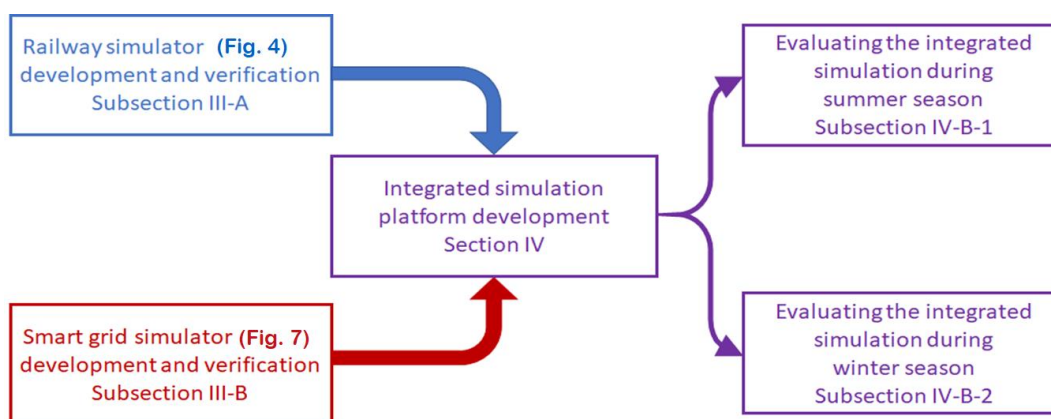 Railway simulator (Fig. 4)
development and verification
Subsection III-A
Smart grid simulator (Fig. 7)
development and verification
Subsection III-B
Integrated simulation
platform development
Section IV
Evaluating the integrated
simulation during
summer season
Subsection IV-B-1
Evaluating the integrated
simulation during
winter season
Subsection IV-B-2